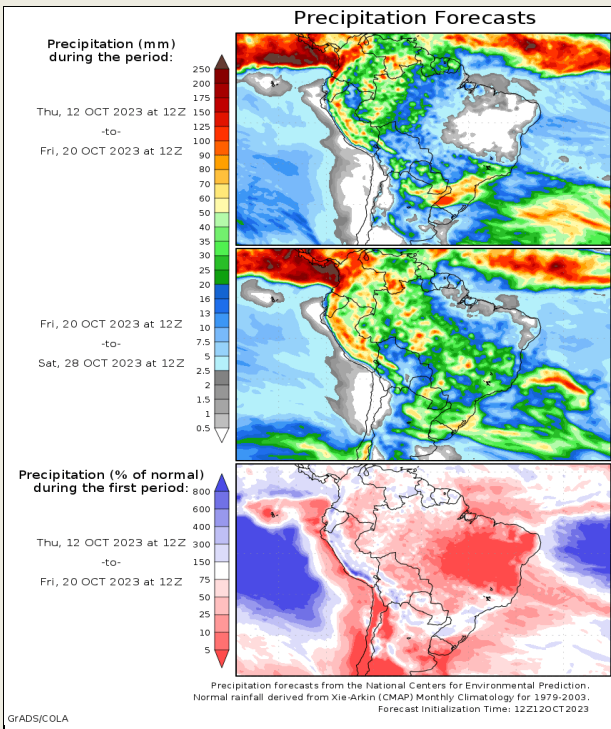 Precipitation Forecasts
Precipitation (mm)
during the period:
Thu, 12 OCT 2023 at 12Z
-to-
Fri, 20 OCT 2023 at 12Z
250
200
175
150
125
100
90
80
70
60
50
40
35
30
25
20
16
13
10
7.5
5
2.5
2
1.5
1
0.5
Fri, 20 OCT 2023 at 12Z
-to-
Sat, 28 OCT 2023 at 12Z
Precipitation (% of normal)
during the first period:
Thu, 12 OCT 2023 at 12Z
-to-
Fri, 20 OCT 2023 at 12Z
800
600
400
300
150
75
50
25
10
5
Precipitation forecasts from the National Centers for Environmental Prediction.
Normal rainfall derived from Xie-Arkin (CMAP) Monthly Climatology for 1979-2003.
Forecast Initialization Time: 12Z12OCT2023
GrADS/COLA